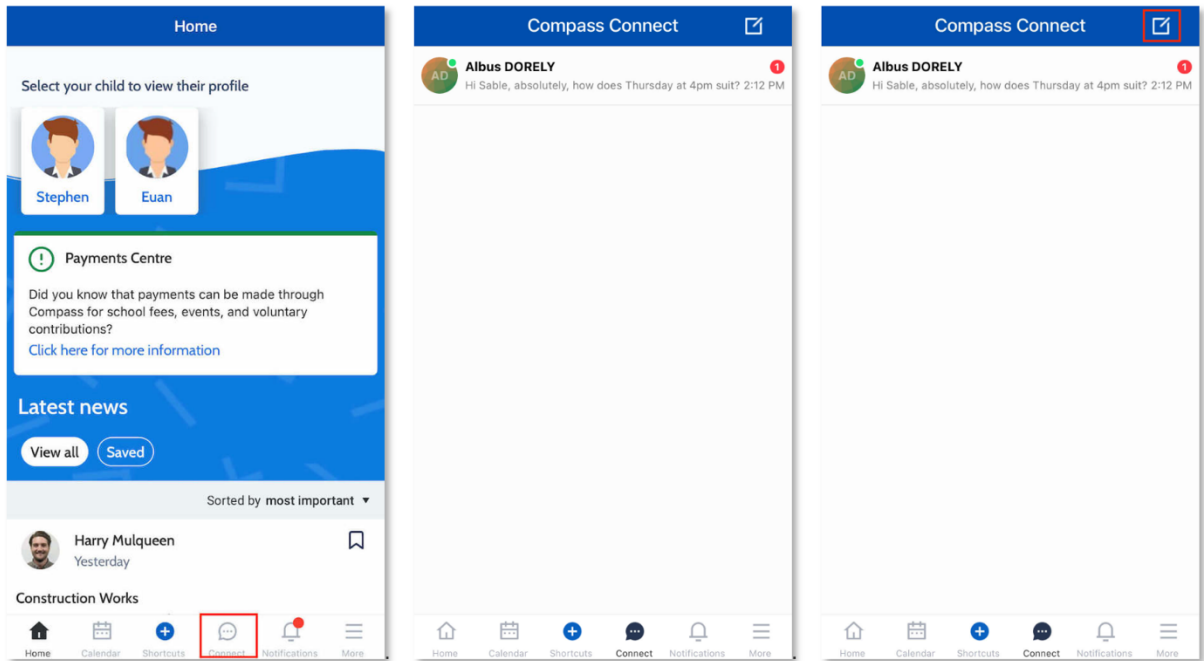 Home
Select your child to view their profile
Stephen
Euan
Payments Centre
Did you know that payments can be made through
Compass for school fees, events, and voluntary
contributions?
Click here for more information
Latest news
View all
Saved
Sorted by most important
Harry Mulqueen
Yesterday
Construction Works
Home
Calendar
Shortcuts
Connect
Notifications
More
Compass Connect
AD
Albus DORELY
1
Hi Sable, absolutely, how does Thursday at 4pm suit? 2:12 PM
Home
Calendar
Shortcuts
Connect
Notifications
More
Compass Connect
AD
Albus DORELY
1
Hi Sable, absolutely, how does Thursday at 4pm suit? 2:12 PM
Home
Calendar
Shortcuts
Connect
Notifications
More